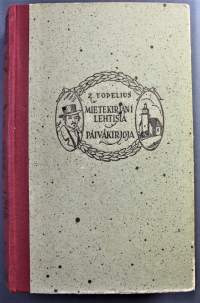 Z. TOPELIUS
MIETEKIRJANI
LEHTISIÄ
PÄIVÄKIRJOJA